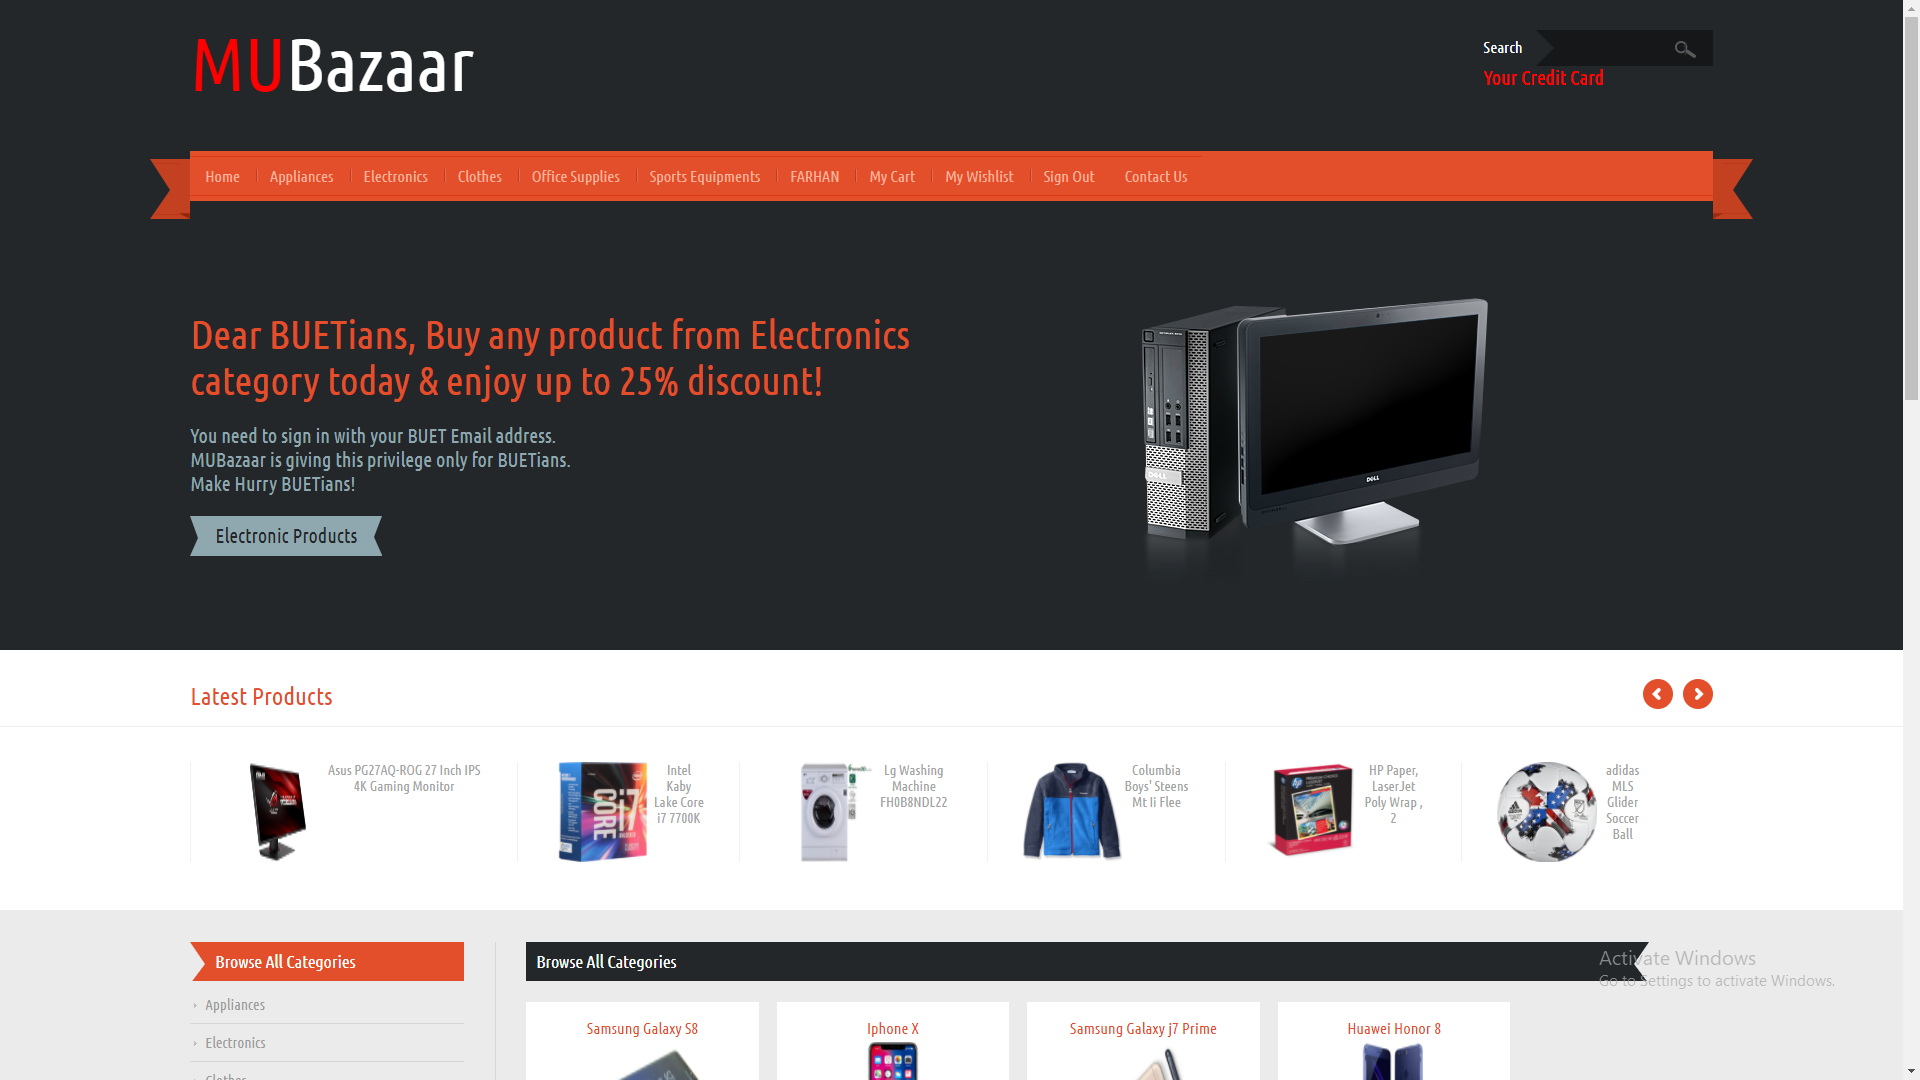 MUBazaar
Search
Your Credit Card
Home
Appliances
Electronics
Clothes
Office Supplies
Sports Equipments
FARHAN
My Cart
My Wishlist
Sign Out
Contact Us
Dear BUETians, Buy any product from Electronics
category today & enjoy up to 25% discount!
You need to sign in with your BUET Email address.
MUBazaar is giving this privilege only for BUETians.
Make Hurry BUETians!
Electronic Products
DELL
DELL
Latest Products
Asus PG27AQ-ROG 27 Inch IPS
4K Gaming Monitor
CORE
i7
Intel
Kaby
Lake Core
i7 7700K
Lg Washing
Machine
FH0B8NDL22
Columbia
Boys' Steens
Mt Ii Flee
HP Paper,
LaserJet
Poly Wrap ,
2
adidas
MLS
Glider
Soccer
Ball
Browse All Categories
Appliances
Electronics
Clothes
Browse All Categories
Samsung Galaxy S8
Iphone X
Samsung Galaxy j7 Prime
Huawei Honor 8
Activate Windows
Go to Settings to activate Windows.